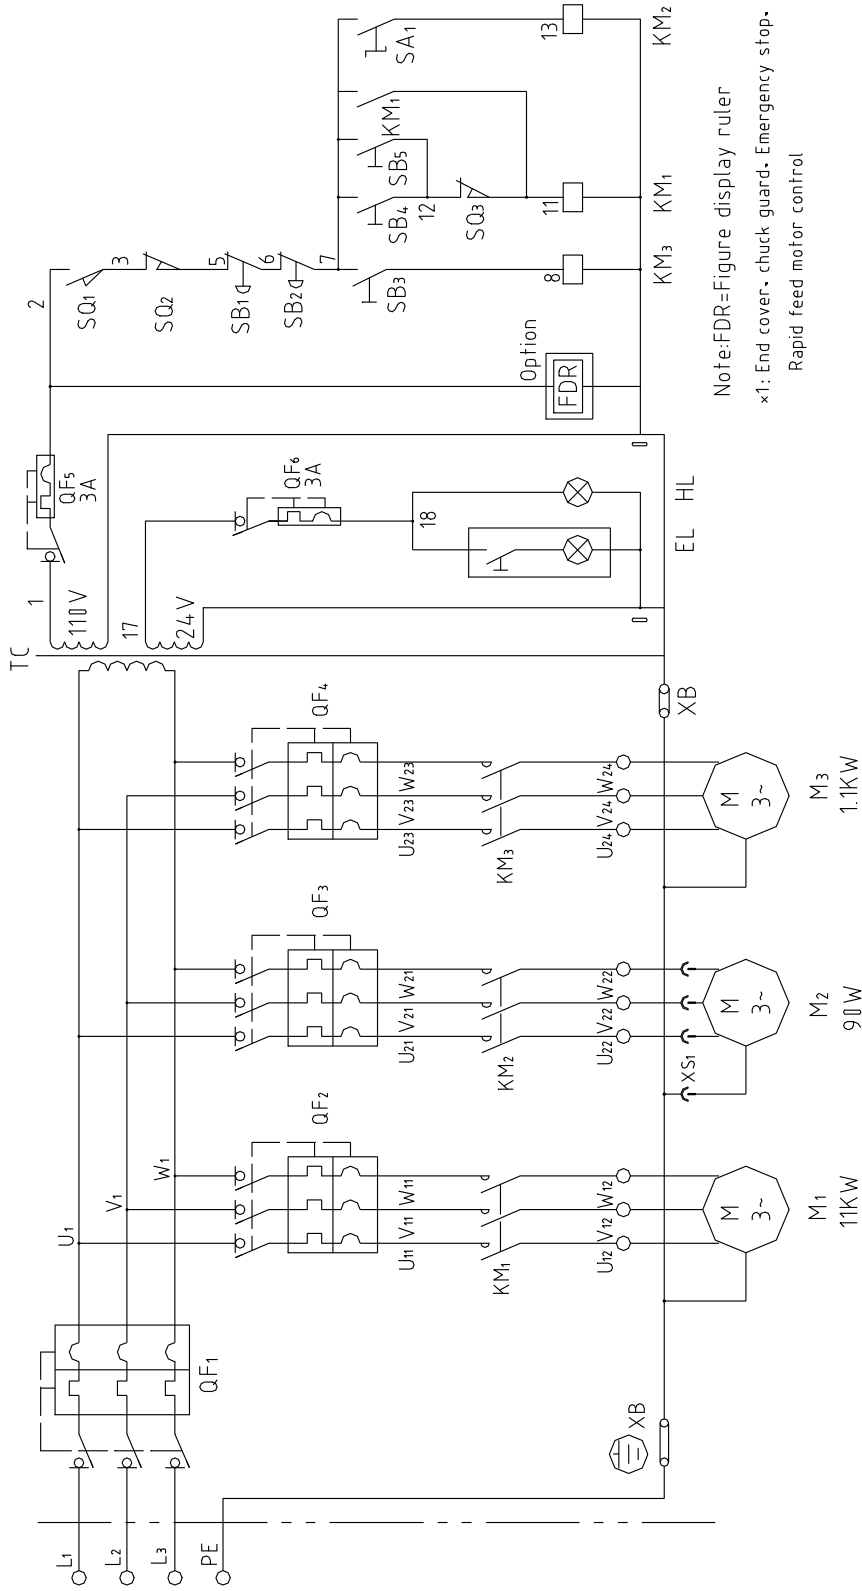 L1
L2
L3
PE
QF1
XB
U1
V1
W1
QF2
U11 V11 W11
KM1
U12 V12 W12
M
3~
M1
11KW
QF3
U21 V21 W21
KM2
U22 V22 W22
XS1
M
3~
M2
90W
QF4
U23 V23 W23
KM3
U24 V24 W24
M
3~
M3
1.1KW
XB
TC
1
110V
17
24V
QF5
3A
QF6
3A
18
EL
HL
0
0
Option
FDR
2
SQ1
3
SQ2
5
SB1
6
SB2
7
SB3
8
KM3
SB4
SB5
12
SQ3
KM1
11
KM1
SA1
13
KM2
Note:FDR=Figure display ruler
×1: End cover. chuck guard. Emergency stop.
Rapid feed motor control